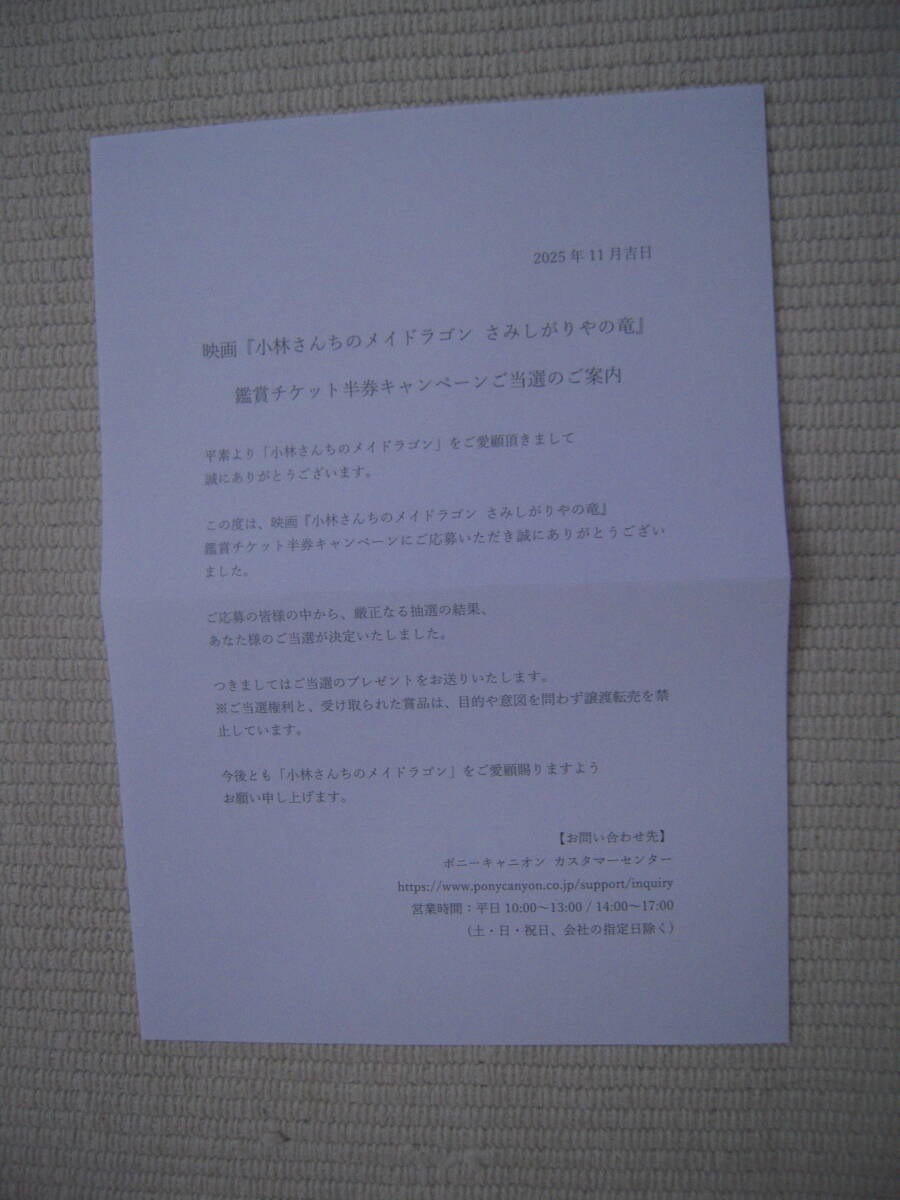 2025 年 11 月吉日
映画『小林さんちのメイドラゴン さみしがりやの竜』
鑑賞チケット半券キャンペーンご当選のご案内
平素より「小林さんちのメイドラゴン」をご愛顧頂きまして
誠にありがとうございます。
この度は、映画『小林さんちのメイドラゴン さみしがりやの竜』
鑑賞チケット半券キャンペーンにご応募いただき誠にありがとうござい
ました。
ご応募の皆様の中から、厳正なる抽選の結果、
あなた様のご当選が決定いたしました。
つきましてはご当選のプレゼントをお送りいたします。
※ご当選権利と、受け取られた賞品は、目的や意図を問わず譲渡転売を禁
止しています。
今後とも「小林さんちのメイドラゴン」をご愛顧賜りますよう
お願い申し上げます。
【お問い合わせ先】
ポニーキャニオン カスタマーセンター
https://www.ponycanyon.co.jp/support/inquiry
営業時間：平日 10:00～13:00 / 14:00～17:00
（土・日・祝日、会社の指定日除く）